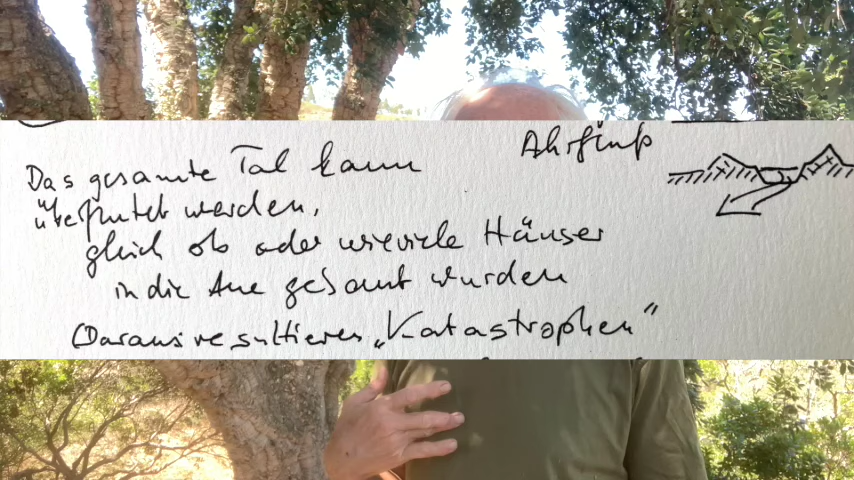 Ahrfluß
Das gesamte Tal kann
überflutet werden,
gleich ob oder wieviele Häuser
in die Aue gebaut wurden
(Daraus resultieren „Katastrophen"